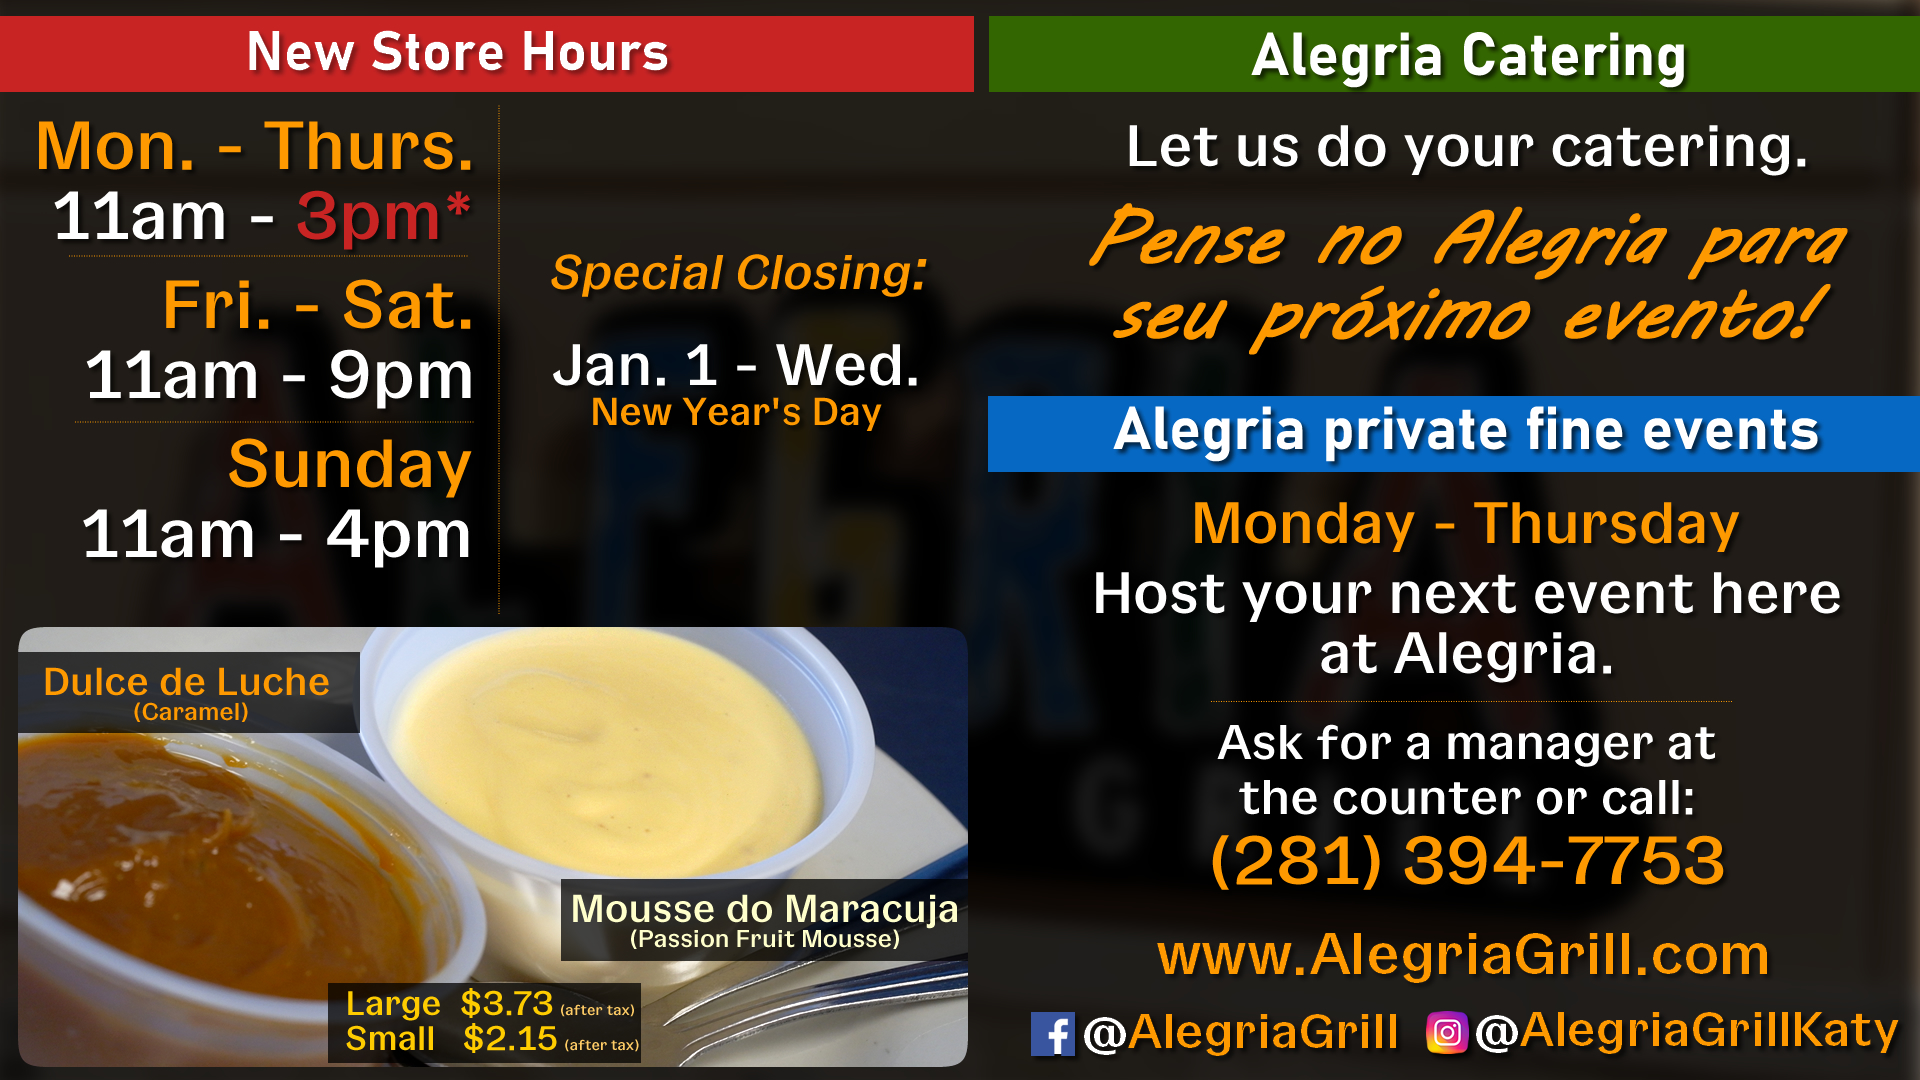 New Store Hours
Mon. - Thurs.
11am - 3pm*
Fri. - Sat.
11am - 9pm
Sunday
11am - 4pm
Special Closing:
Jan. 1 - Wed.
New Year's Day
Dulce de Luche
(Caramel)
Mousse do Maracuja
(Passion Fruit Mousse)
Large $3.73 (after tax)
Small $2.15 (after tax)
Alegria Catering
Let us do your catering.
Pense no Alegria para
seu próximo evento!
Alegria private fine events
Monday - Thursday
Host your next event here
at Alegria.
Ask for a manager at
the counter or call:
(281) 394-7753
www.AlegriaGrill.com
@AlegriaGrill @AlegriaGrillKaty